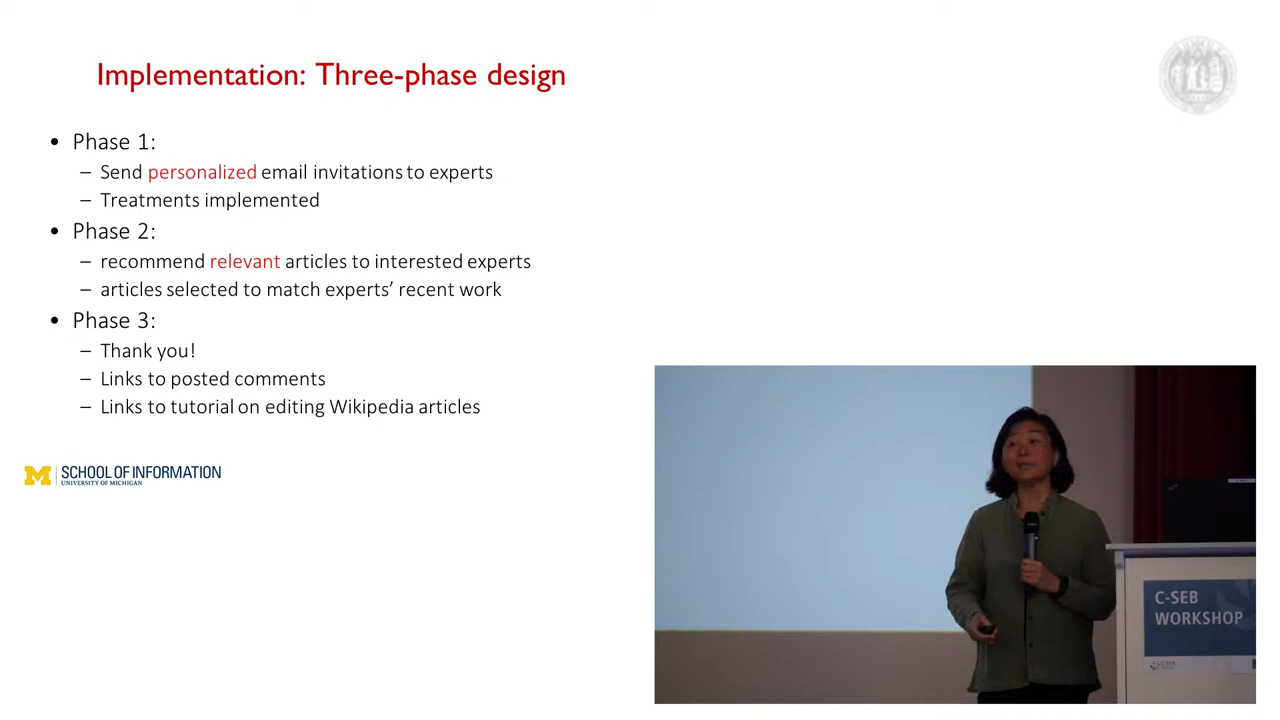 Implementation: Three-phase design
• Phase 1:
– Send personalized email invitations to experts
– Treatments implemented
• Phase 2:
– recommend relevant articles to interested experts
– articles selected to match experts’ recent work
• Phase 3:
– Thank you!
– Links to posted comments
– Links to tutorial on editing Wikipedia articles
M SCHOOL OF INFORMATION
UNIVERSITY OF MICHIGAN
C-SEB
WORKSHOP